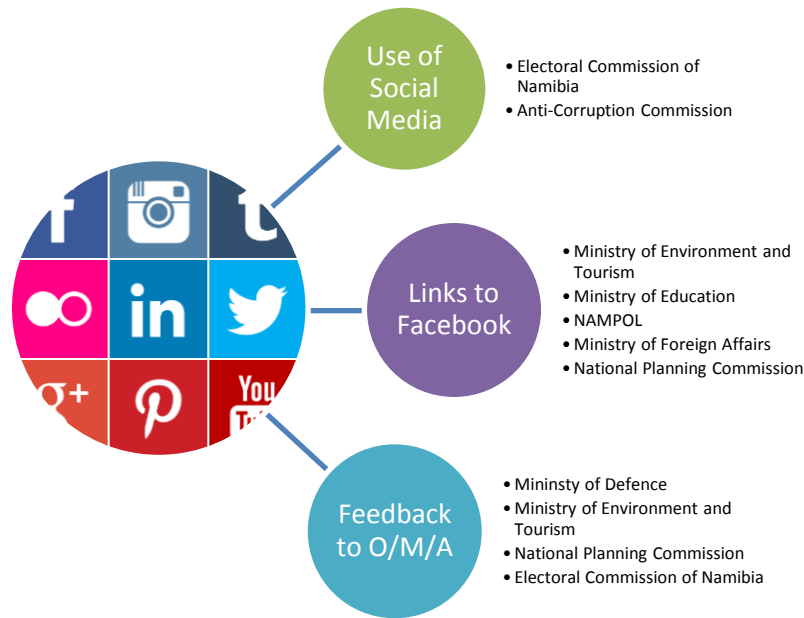 Use of
Social
Media
• Electoral Commission of
Namibia
• Anti-Corruption Commission
f
t
in
g+
You
Links to
Facebook
• Ministry of Environment and
Tourism
• Ministry of Education
• NAMPOL
• Ministry of Foreign Affairs
• National Planning Commission
Feedback
to O/M/A
• Mininsty of Defence
• Ministry of Environment and
Tourism
• National Planning Commission
• Electoral Commission of Namibia